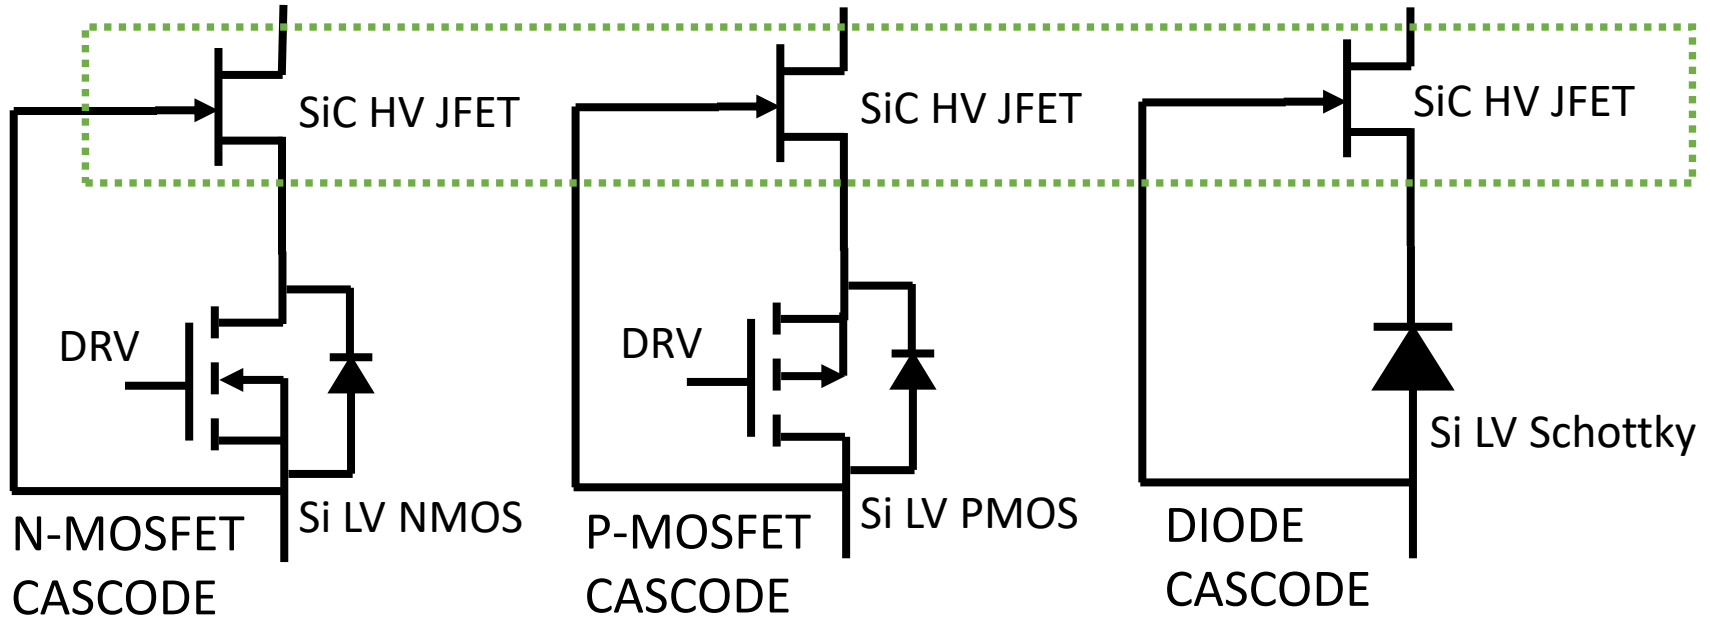 SiC HV JFET
DRV
Si LV NMOS
N-MOSFET
CASCODE
SiC HV JFET
DRV
Si LV PMOS
P-MOSFET
CASCODE
SiC HV JFET
Si LV Schottky
DIODE
CASCODE